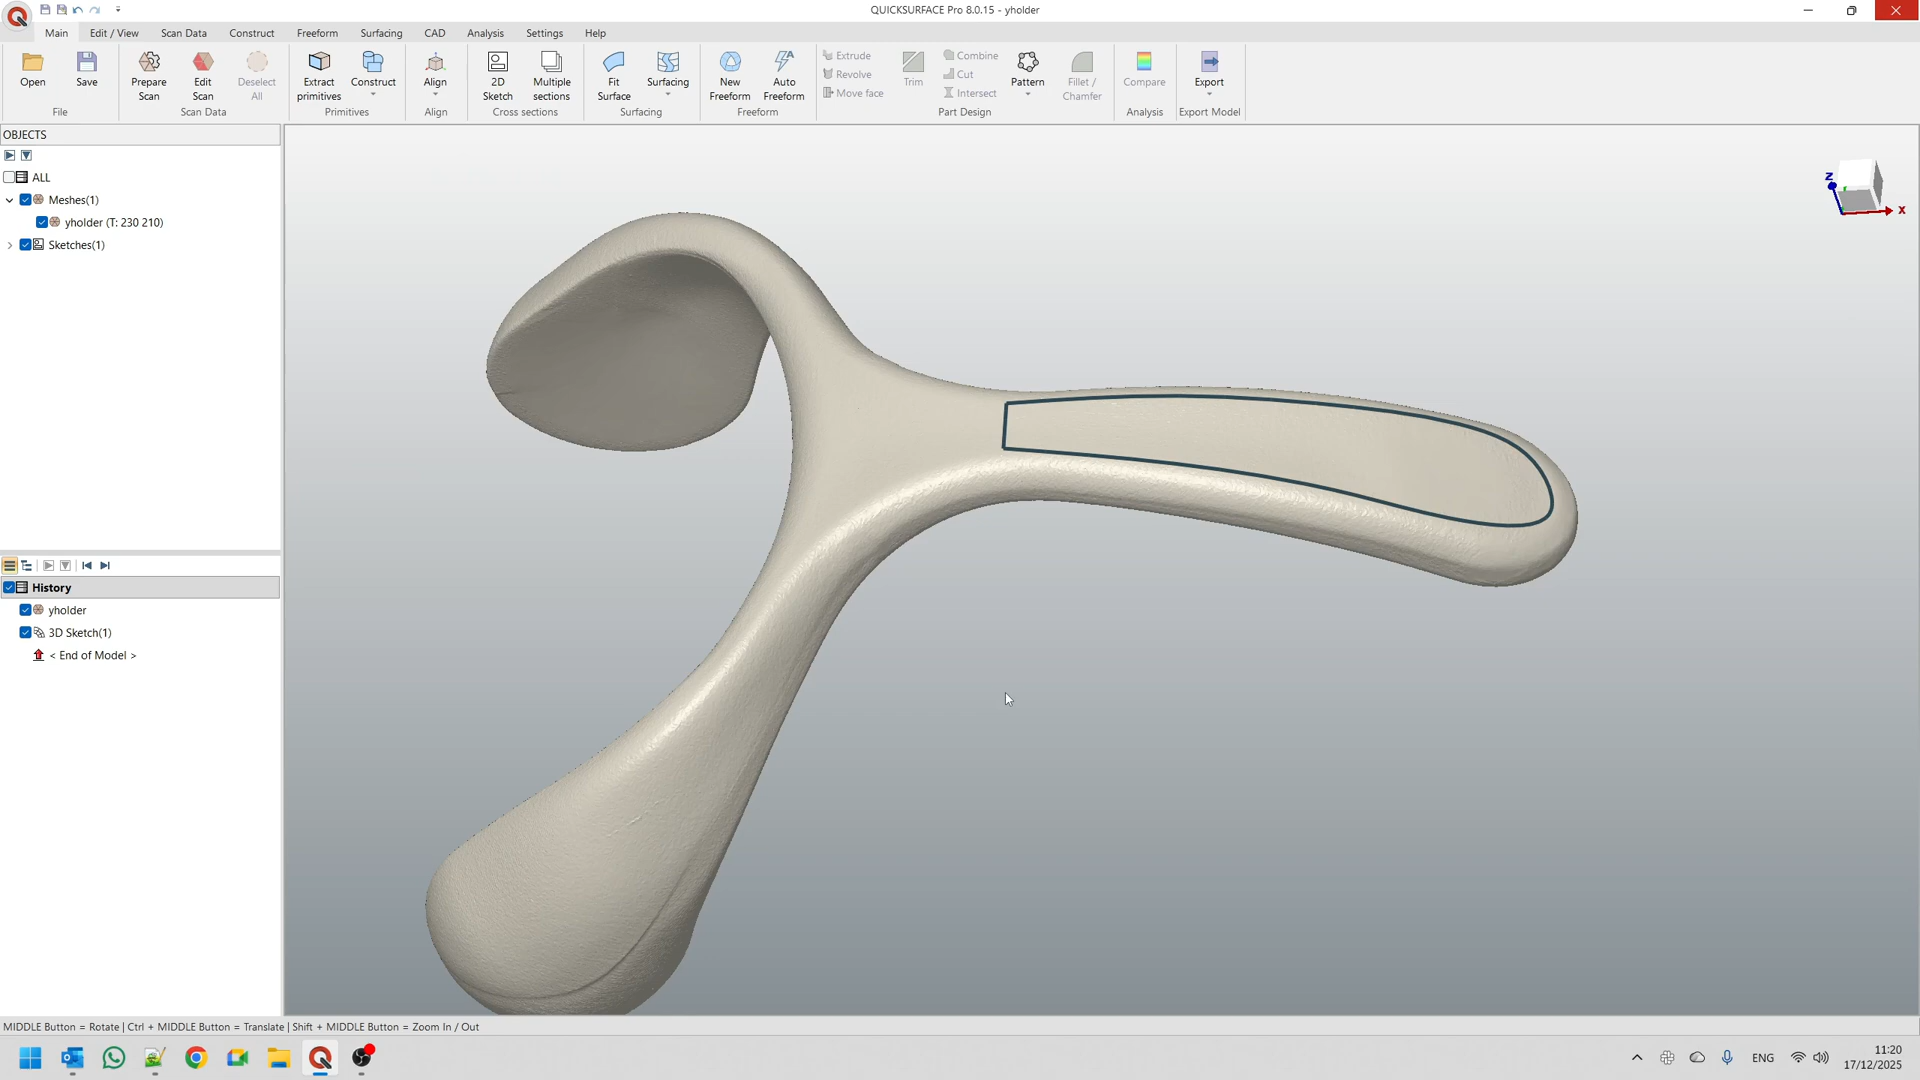 QUICKSURFACE Pro 8.0.15 - yholder
Main Edit / View Scan Data Construct Freeform Surfacing CAD Analysis Settings Help
Open Save
File
Prepare Scan Edit Scan Deselect All
Scan Data
Extract primitives Construct
Primitives
Align
Align
2D Sketch Multiple sections
Cross sections
Fit Surface Surfacing
Surfacing
New Freeform Auto Freeform
Freeform
Extrude
Revolve
Move face
Trim
Combine
Cut
Intersect
Pattern Fillet / Chamfer
Part Design
Compare
Analysis
Export
Export Model
OBJECTS
ALL
Meshes(1)
yholder (T: 230 210)
Sketches(1)
History
yholder
3D Sketch(1)
< End of Model >
Z
X
MIDDLE Button = Rotate | Ctrl + MIDDLE Button = Translate | Shift + MIDDLE Button = Zoom In / Out
ENG
11:20
17/12/2025